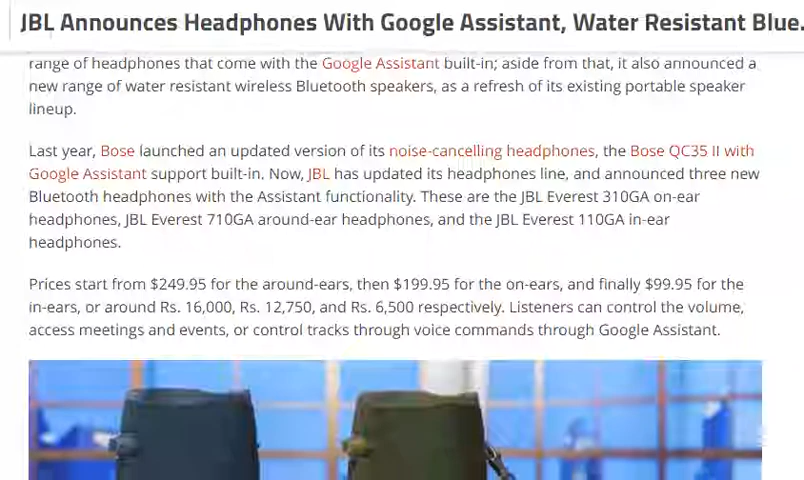 JBL Announces Headphones With Google Assistant, Water Resistant Blue.
range of headphones that come with the Google Assistant built-in; aside from that, it also announced a
new range of water resistant wireless Bluetooth speakers, as a refresh of its existing portable speaker
lineup.
Last year, Bose launched an updated version of its noise-cancelling headphones, the Bose QC35 II with
Google Assistant support built-in. Now, JBL has updated its headphones line, and announced three new
Bluetooth headphones with the Assistant functionality. These are the JBL Everest 310GA on-ear
headphones, JBL Everest 710GA around-ear headphones, and the JBL Everest 110GA in-ear
headphones.
Prices start from $249.95 for the around-ears, then $199.95 for the on-ears, and finally $99.95 for the
in-ears, or around Rs. 16,000, Rs. 12,750, and Rs. 6,500 respectively. Listeners can control the volume,
access meetings and events, or control tracks through voice commands through Google Assistant.